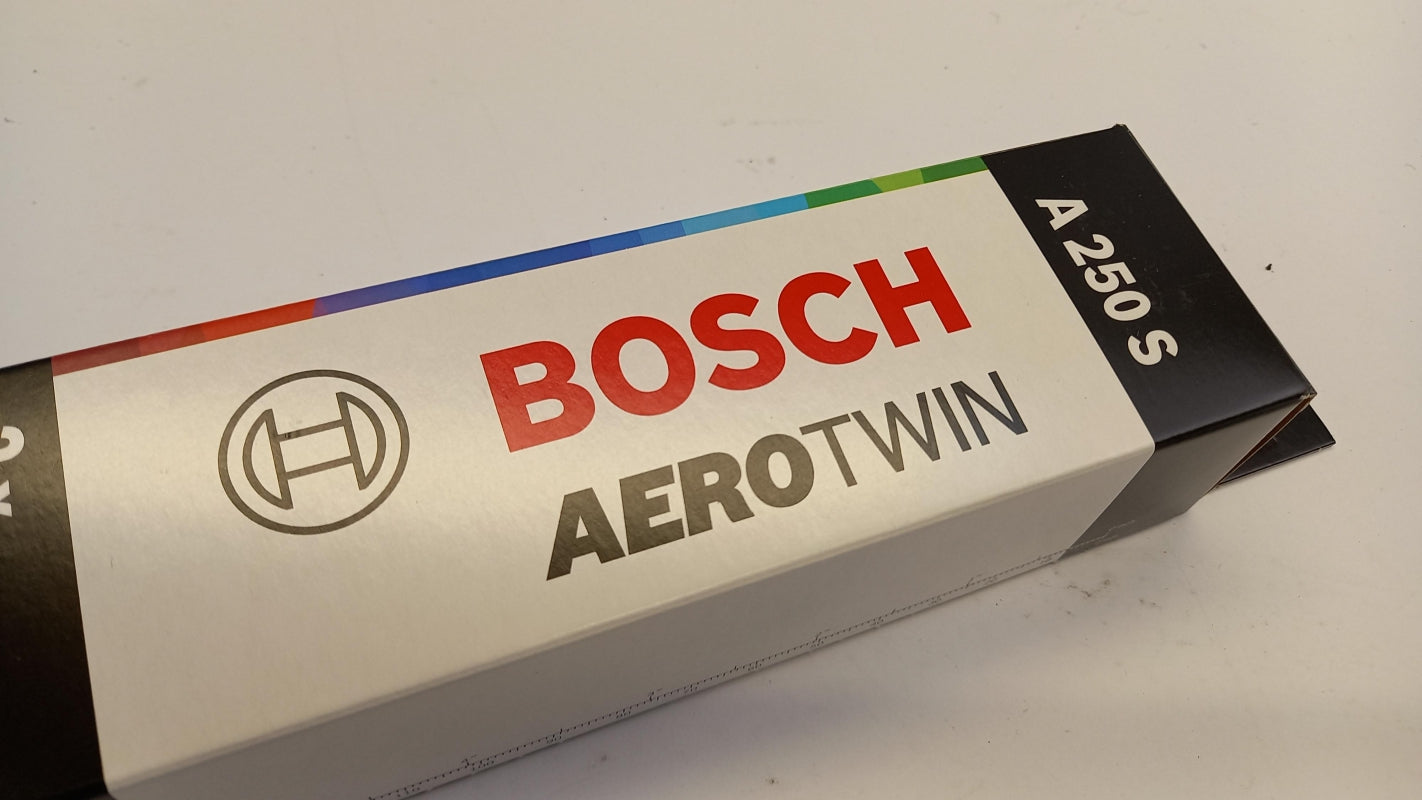 BOSCH
AEROTWIN
A 250 S